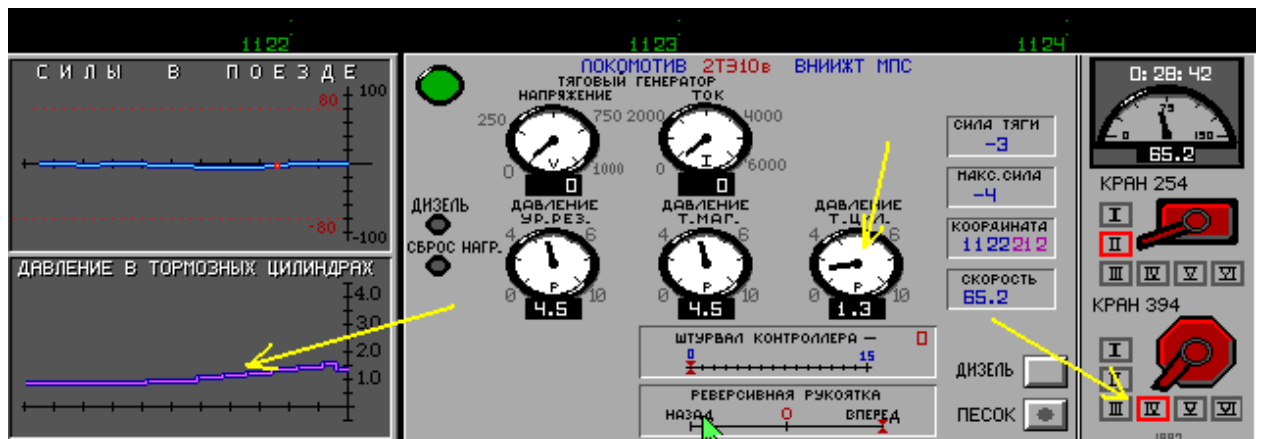 1122 1123 1124
СИЛЫ В ПОЕЗДЕ
80 100
-80 -100
ДАВЛЕНИЕ В ТОРМОЗНЫХ ЦИЛИНДРАХ
4.0
3.0
2.0
1.0
ЛОКОМОТИВ 2ТЭ10в ВНИИЖТ МПС
ТЯГОВЫЙ ГЕНЕРАТОР
НАПРЯЖЕНИЕ ТОК
250 750 2000 4000
0 V 1000 0 I 6000
0 0
ДИЗЕЛЬ
СБРОС НАГР.
ДАВЛЕНИЕ ДАВЛЕНИЕ ДАВЛЕНИЕ
УР.РЕЗ. Т.МАГ. Т.ЦИЛ.
4 6 4 6 4 6
0 P 10 0 P 10 0 P 10
4.5 4.5 1.3
ШТУРВАЛ КОНТРОЛЛЕРА — 0
0 15
РЕВЕРСИВНАЯ РУКОЯТКА
НАЗАД 0 ВПЕРЕД
СИЛА ТЯГИ
-3
МАКС.СИЛА
-4
КООРДИНАТА
1122212
СКОРОСТЬ
65.2
ДИЗЕЛЬ
ПЕСОК
0:28:42
75
0 150
65.2
КРАН 254
I
II
III IV V VI
КРАН 394
I
II
III IV V VI